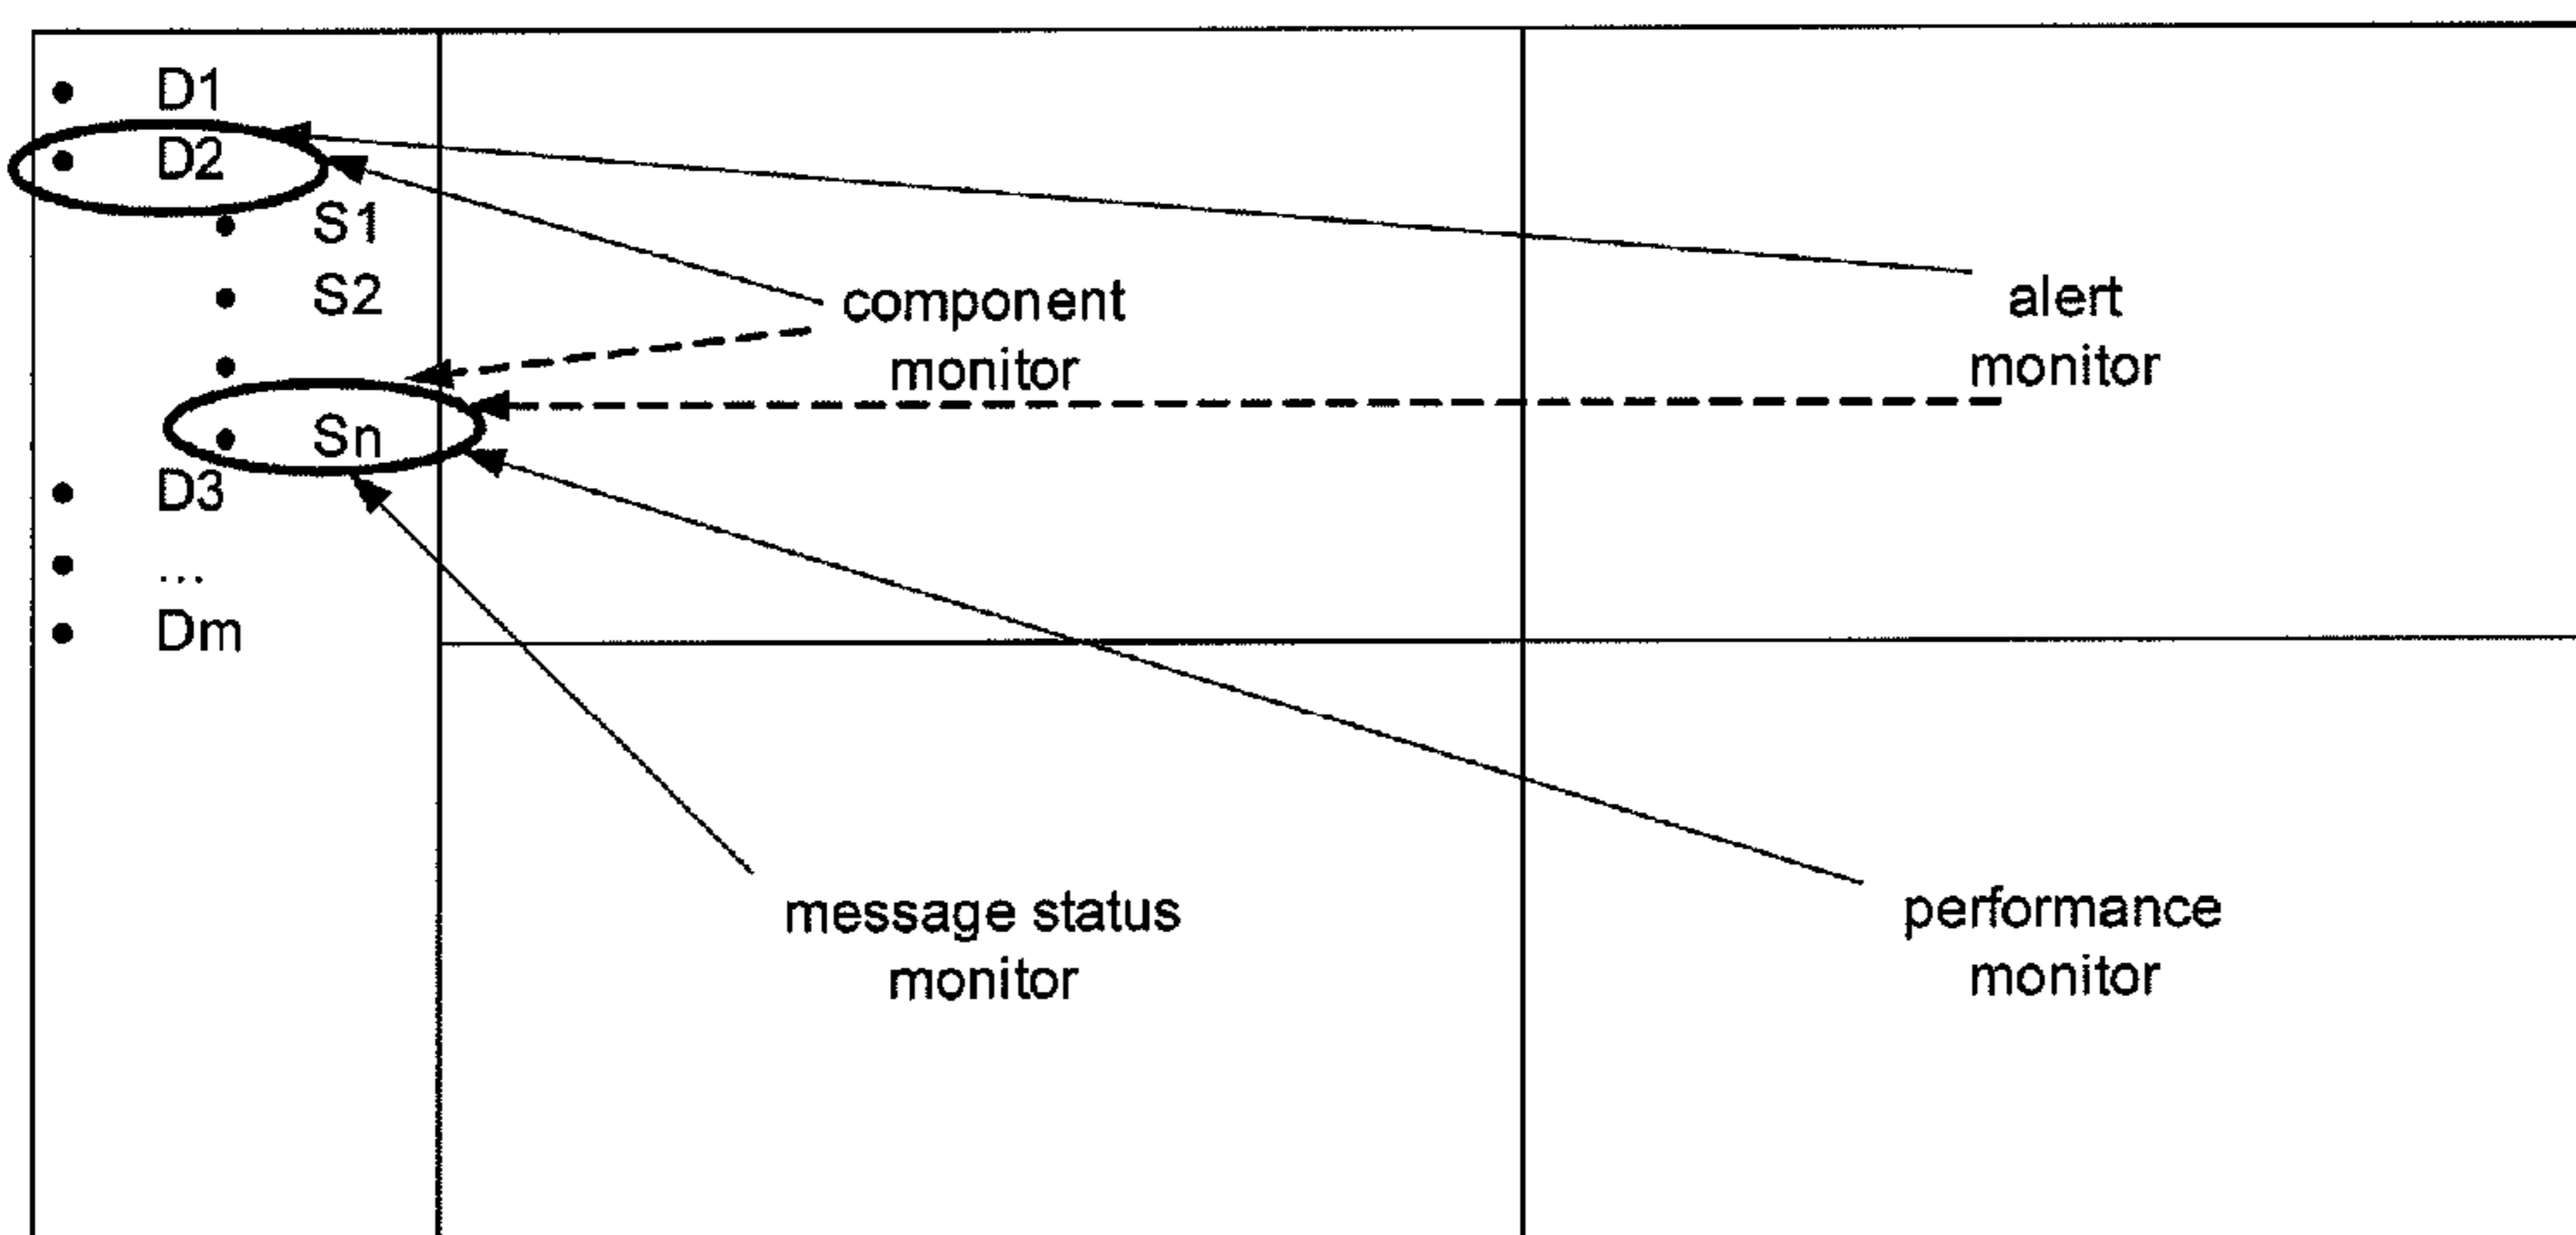 D1
D2
S1
S2
Sn
D3
...
Dm
component
monitor
alert
monitor
message status
monitor
performance
monitor